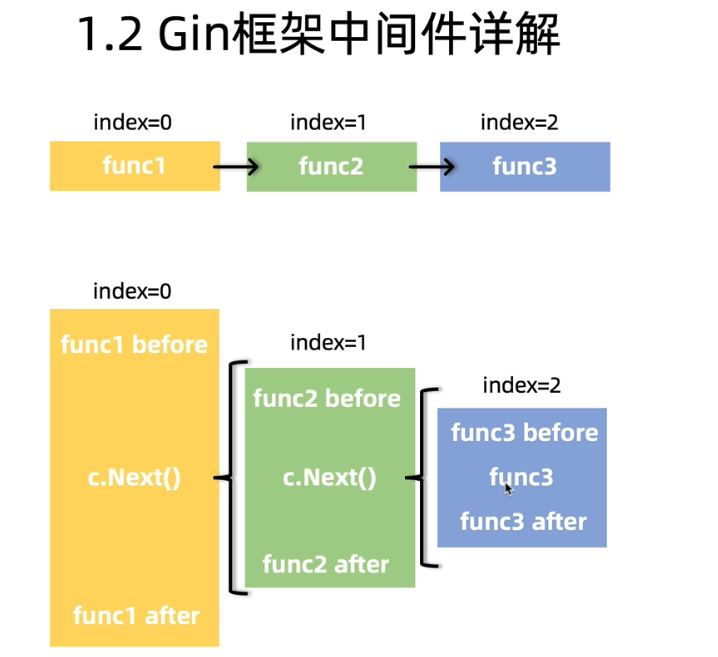 1.2 Gin框架中间件详解
index=0
index=1
index=2
func1
func2
func3
index=0
func1 before
c.Next()
func1 after
index=1
func2 before
c.Next()
func2 after
index=2
func3 before
func3
func3 after